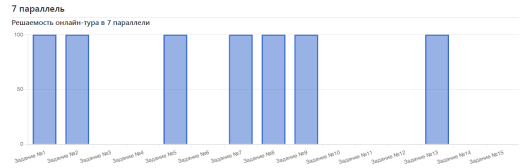 7 параллель
Решаемость онлайн-тура в 7 параллели
100
50
0
Задание №1
Задание №2
Задание №3
Задание №4
Задание №5
Задание №6
Задание №7
Задание №8
Задание №9
Задание №10
Задание №11
Задание №12
Задание №13
Задание №14
Задание №15